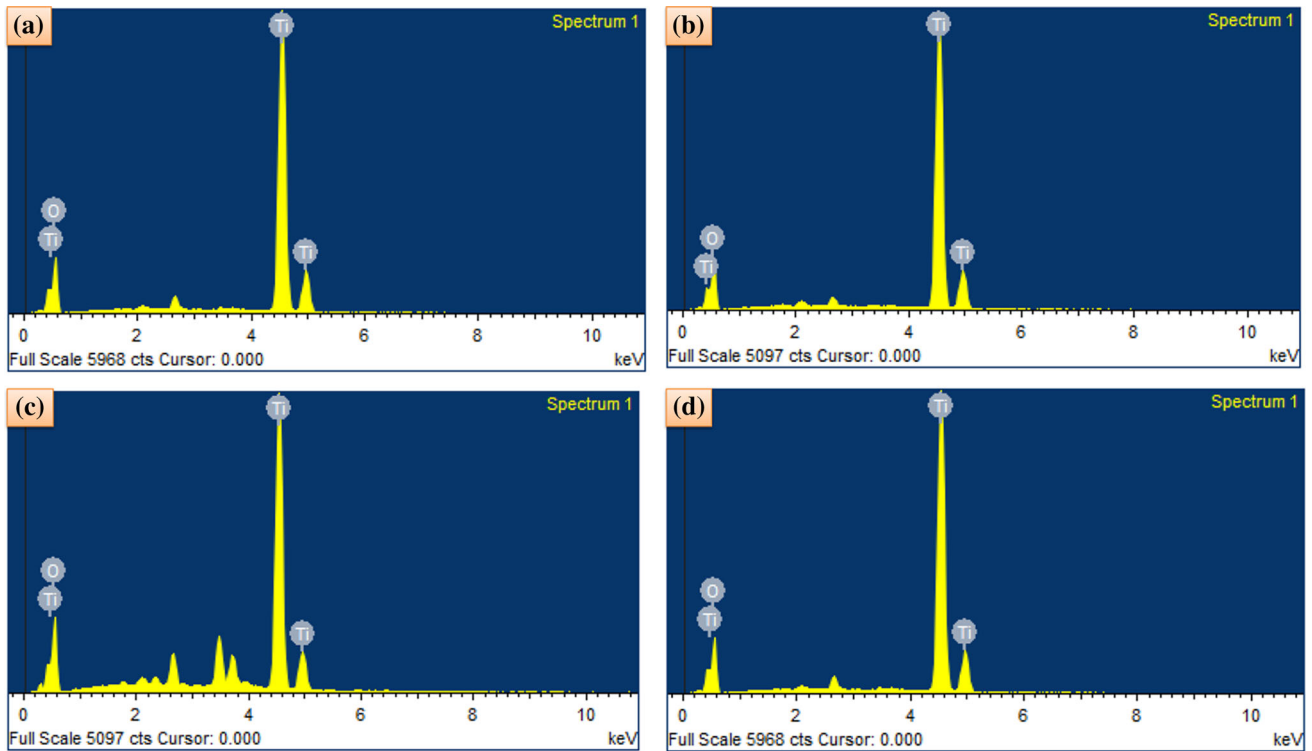 (a)
Spectrum 1
Ti
O
Ti
Ti
0 2 4 6 8 10
Full Scale 5968 cts Cursor: 0.000 keV
(b)
Spectrum 1
Ti
O
Ti
Ti
0 2 4 6 8 10
Full Scale 5097 cts Cursor: 0.000 keV
(c)
Spectrum 1
Ti
O
Ti
Ti
0 2 4 6 8 10
Full Scale 5097 cts Cursor: 0.000 keV
(d)
Spectrum 1
Ti
O
Ti
Ti
0 2 4 6 8 10
Full Scale 5968 cts Cursor: 0.000 keV